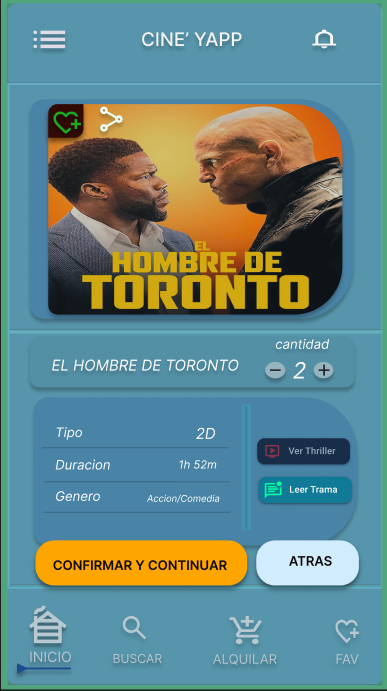 CINE' YAPP
EL
HOMBRE DE
TORONTO
cantidad
EL HOMBRE DE TORONTO
2
Tipo 2D
Duracion 1h 52m
Genero Accion/Comedia
Ver Thriller
Leer Trama
CONFIRMAR Y CONTINUAR
ATRAS
INICIO
BUSCAR
ALQUILAR
FAV